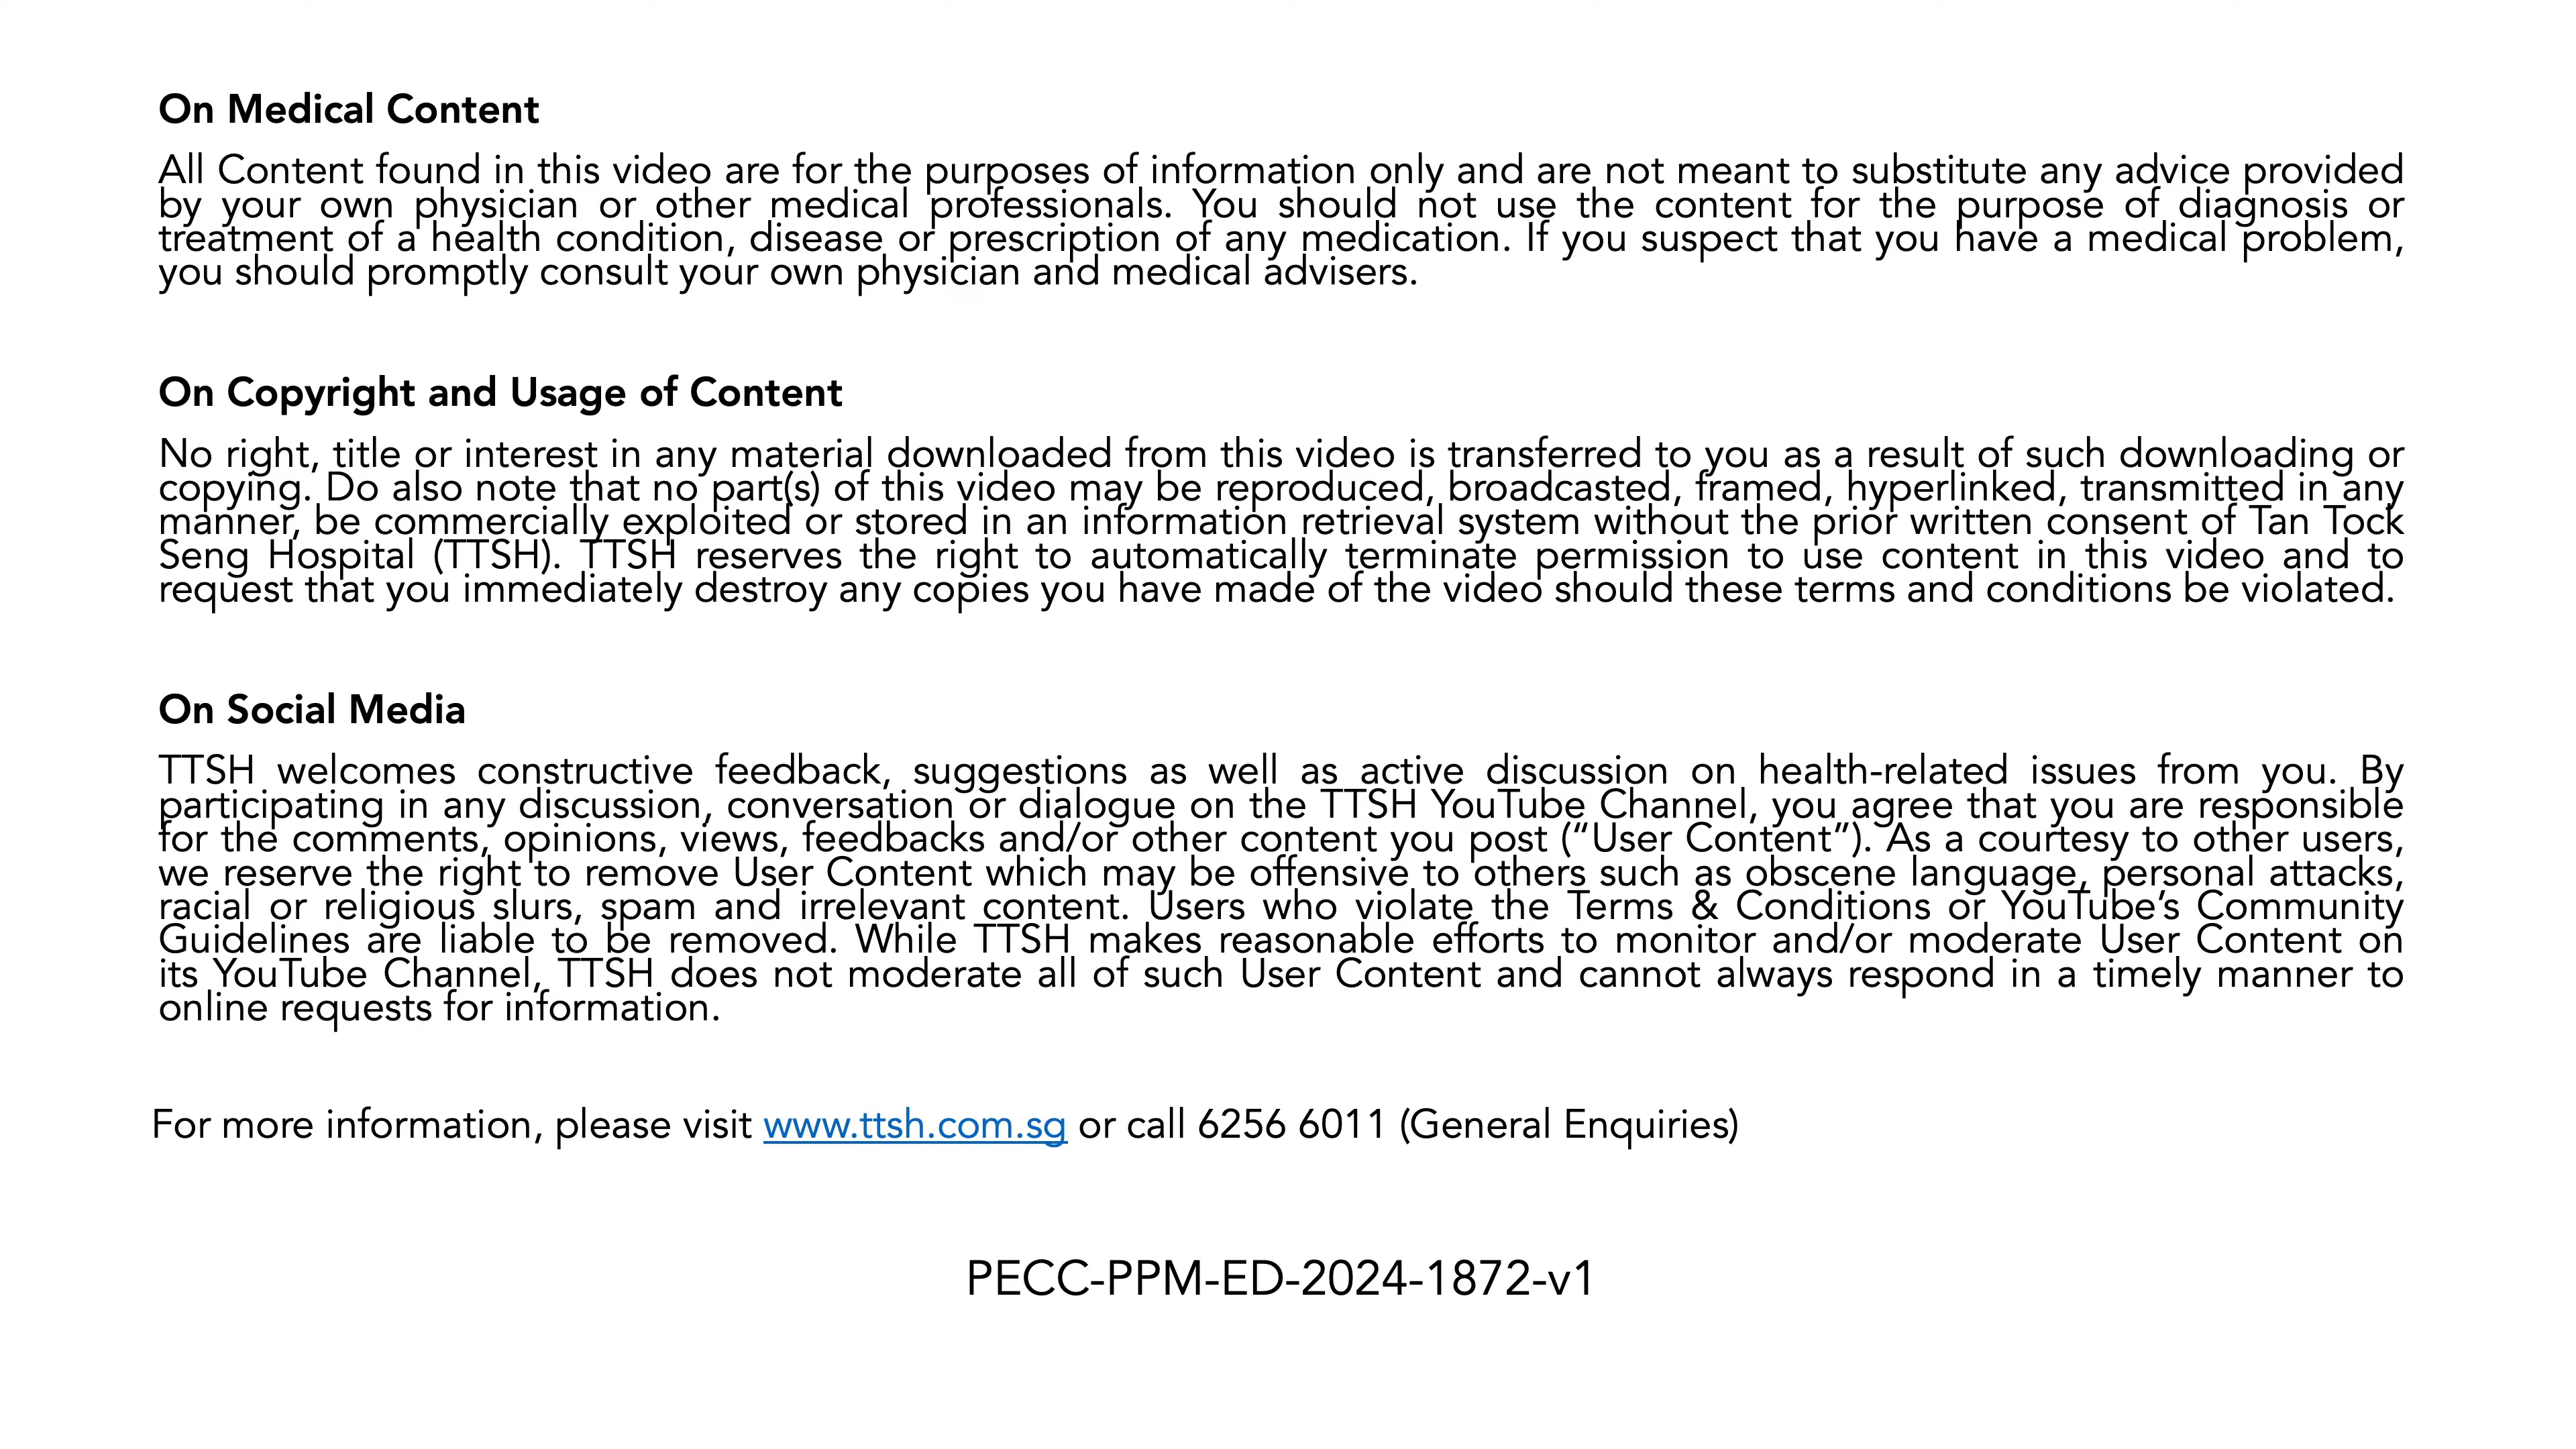 On Medical Content
All Content found in this video are for the purposes of information only and are not meant to substitute any advice provided
by your own physician or other medical professionals. You should not use the content for the purpose of diagnosis or
treatment of a health condition, disease or prescription of any medication. If you suspect that you have a medical problem,
you should promptly consult your own physician and medical advisers.
On Copyright and Usage of Content
No right, title or interest in any material downloaded from this video is transferred to you as a result of such downloading or
copying. Do also note that no part(s) of this video may be reproduced, broadcasted, framed, hyperlinked, transmitted in any
manner, be commercially exploited or stored in an information retrieval system without the prior written consent of Tan Tock
Seng Hospital (TTSH). TTSH reserves the right to automatically terminate permission to use content in this video and to
request that you immediately destroy any copies you have made of the video should these terms and conditions be violated.
On Social Media
TTSH welcomes constructive feedback, suggestions as well as active discussion on health-related issues from you. By
participating in any discussion, conversation or dialogue on the TTSH YouTube Channel, you agree that you are responsible
for the comments, opinions, views, feedbacks and/or other content you post (“User Content”). As a courtesy to other users,
we reserve the right to remove User Content which may be offensive to others such as obscene language, personal attacks,
racial or religious slurs, spam and irrelevant content. Users who violate the Terms & Conditions or YouTube’s Community
Guidelines are liable to be removed. While TTSH makes reasonable efforts to monitor and/or moderate User Content on
its YouTube Channel, TTSH does not moderate all of such User Content and cannot always respond in a timely manner to
online requests for information.
For more information, please visit www.ttsh.com.sg or call 6256 6011 (General Enquiries)
PECC-PPM-ED-2024-1872-v1